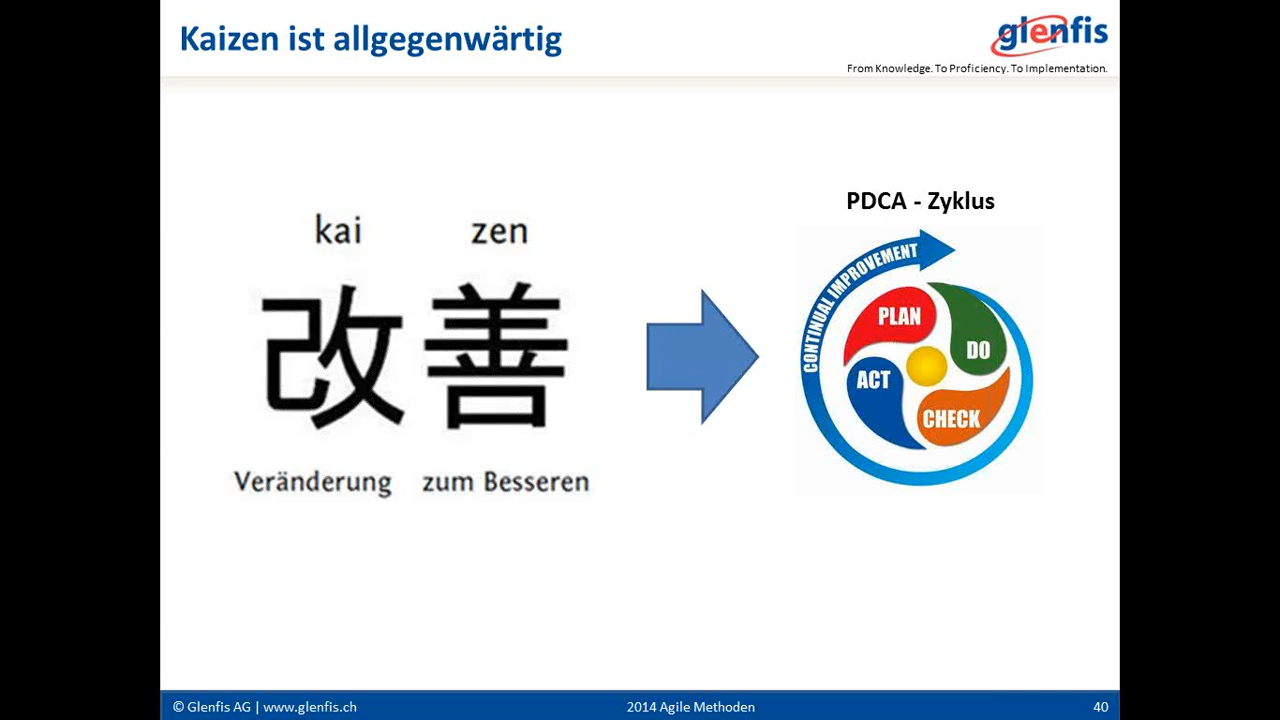 Kaizen ist allgegenwärtig
glenfis
From Knowledge. To Proficiency. To Implementation.
kai zen
改善
Veränderung zum Besseren
PDCA - Zyklus
CONTINUAL IMPROVEMENT
PLAN
DO
ACT
CHECK
© Glenfis AG | www.glenfis.ch
2014 Agile Methoden
40